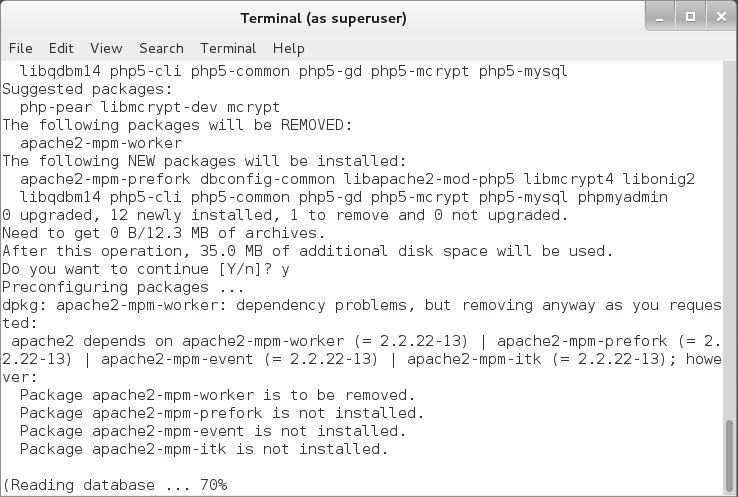 Terminal (as superuser)
File Edit View Search Terminal Help
  libqdbm14 php5-cli php5-common php5-gd php5-mcrypt php5-mysql
Suggested packages:
  php-pear libmcrypt-dev mcrypt
The following packages will be REMOVED:
  apache2-mpm-worker
The following NEW packages will be installed:
  apache2-mpm-prefork dbconfig-common libapache2-mod-php5 libmcrypt4 libonig2
  libqdbm14 php5-cli php5-common php5-gd php5-mcrypt php5-mysql phpmyadmin
0 upgraded, 12 newly installed, 1 to remove and 0 not upgraded.
Need to get 0 B/12.3 MB of archives.
After this operation, 35.0 MB of additional disk space will be used.
Do you want to continue [Y/n]? y
Preconfiguring packages ...
dpkg: apache2-mpm-worker: dependency problems, but removing anyway as you reques
ted:
 apache2 depends on apache2-mpm-worker (= 2.2.22-13) | apache2-mpm-prefork (= 2.
2.22-13) | apache2-mpm-event (= 2.2.22-13) | apache2-mpm-itk (= 2.2.22-13); howe
ver:
  Package apache2-mpm-worker is to be removed.
  Package apache2-mpm-prefork is not installed.
  Package apache2-mpm-event is not installed.
  Package apache2-mpm-itk is not installed.

(Reading database ... 70%